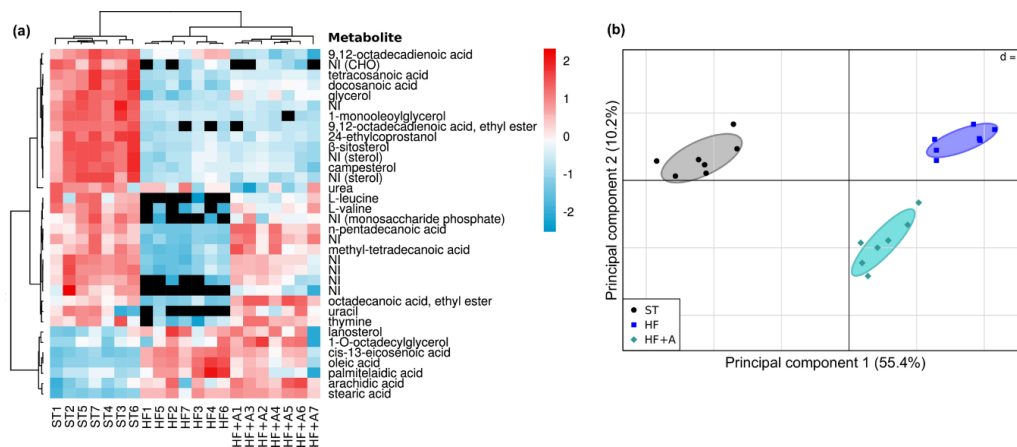 (a)
Metabolite
9,12-octadecadienoic acid
NI (CHO)
tetracosanoic acid
docosanoic acid
glycerol
NI
1-monooleoylglycerol
9,12-octadecadienoic acid, ethyl ester
24-ethylcoprostanol
β-sitosterol
NI (sterol)
campesterol
NI (sterol)
urea
L-leucine
L-valine
NI (monosaccharide phosphate)
n-pentadecanoic acid
NI
methyl-tetradecanoic acid
NI
NI
NI
NI
octadecanoic acid, ethyl ester
uracil
thymine
lanosterol
1-O-octadecylglycerol
cis-13-eicosenoic acid
oleic acid
palmitelaidic acid
arachidic acid
stearic acid
ST1
ST2
ST5
ST7
ST4
ST3
ST6
HF1
HF5
HF2
HF7
HF3
HF4
HF6
HF+A1
HF+A3
HF+A2
HF+A4
HF+A5
HF+A6
HF+A7
2
1
0
-1
-2
(b)
d =
Principal component 2 (10.2%)
ST
HF
HF+A
Principal component 1 (55.4%)